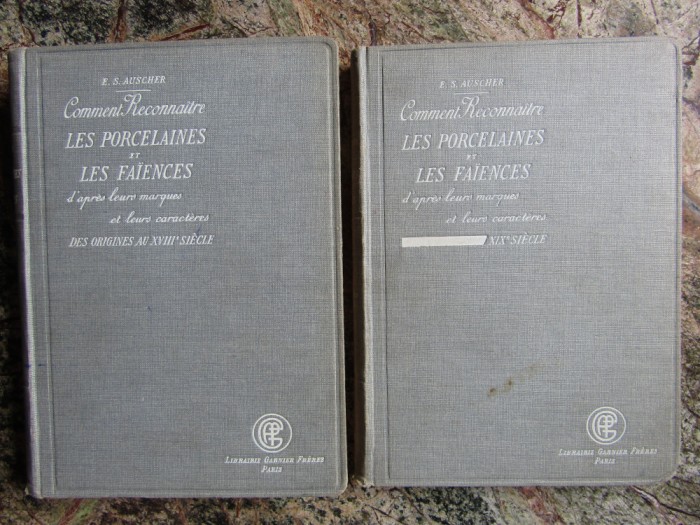 E. S. AUSCHER
Comment Reconnaître
LES PORCELAINES
ET
LES FAÏENCES
d'après leurs marques
et leurs caractères
DES ORIGINES AU XVIIIᵉ SIÈCLE
LIBRAIRIE GARNIER FRÈRES
PARIS
E. S. AUSCHER
Comment Reconnaître
LES PORCELAINES
ET
LES FAÏENCES
d'après leurs marques
et leurs caractères
XIXᵉ SIÈCLE
LIBRAIRIE GARNIER FRÈRES
PARIS